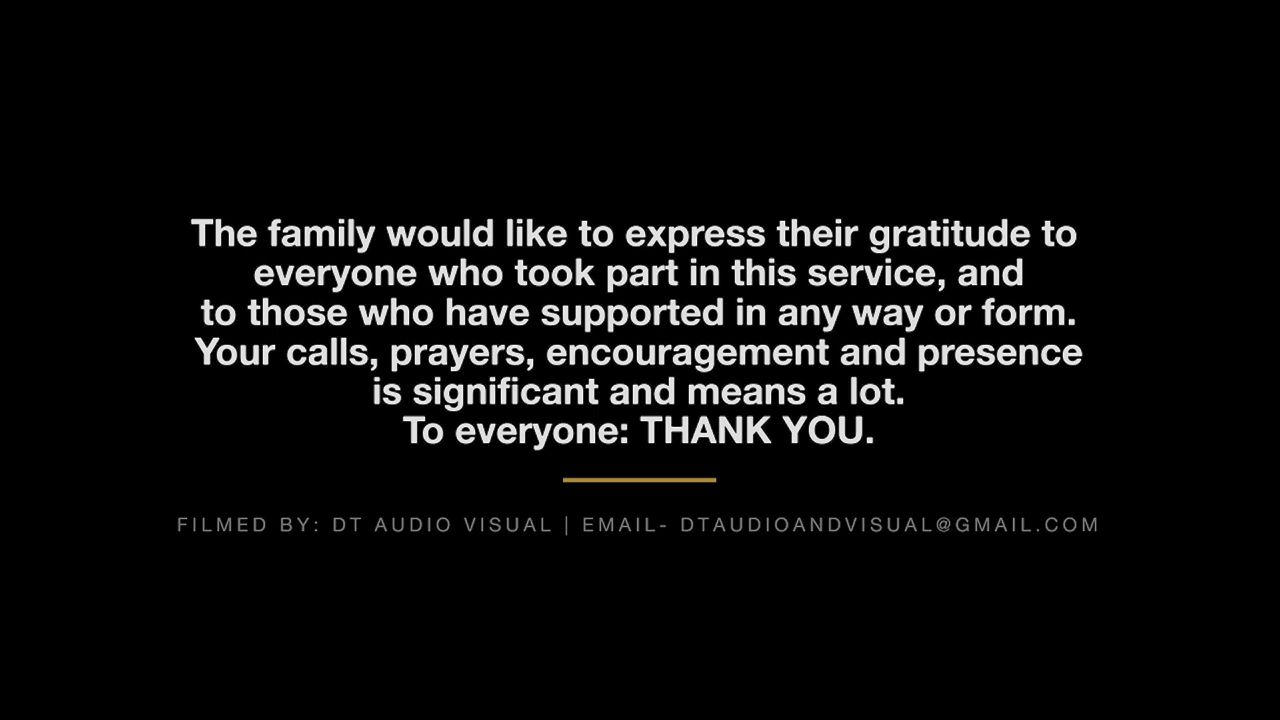 The family would like to express their gratitude to
everyone who took part in this service, and
to those who have supported in any way or form.
Your calls, prayers, encouragement and presence
is significant and means a lot.
To everyone: THANK YOU.
FILMED BY: DT AUDIO VISUAL | EMAIL- DTAUDIOANDVISUAL@GMAIL.COM